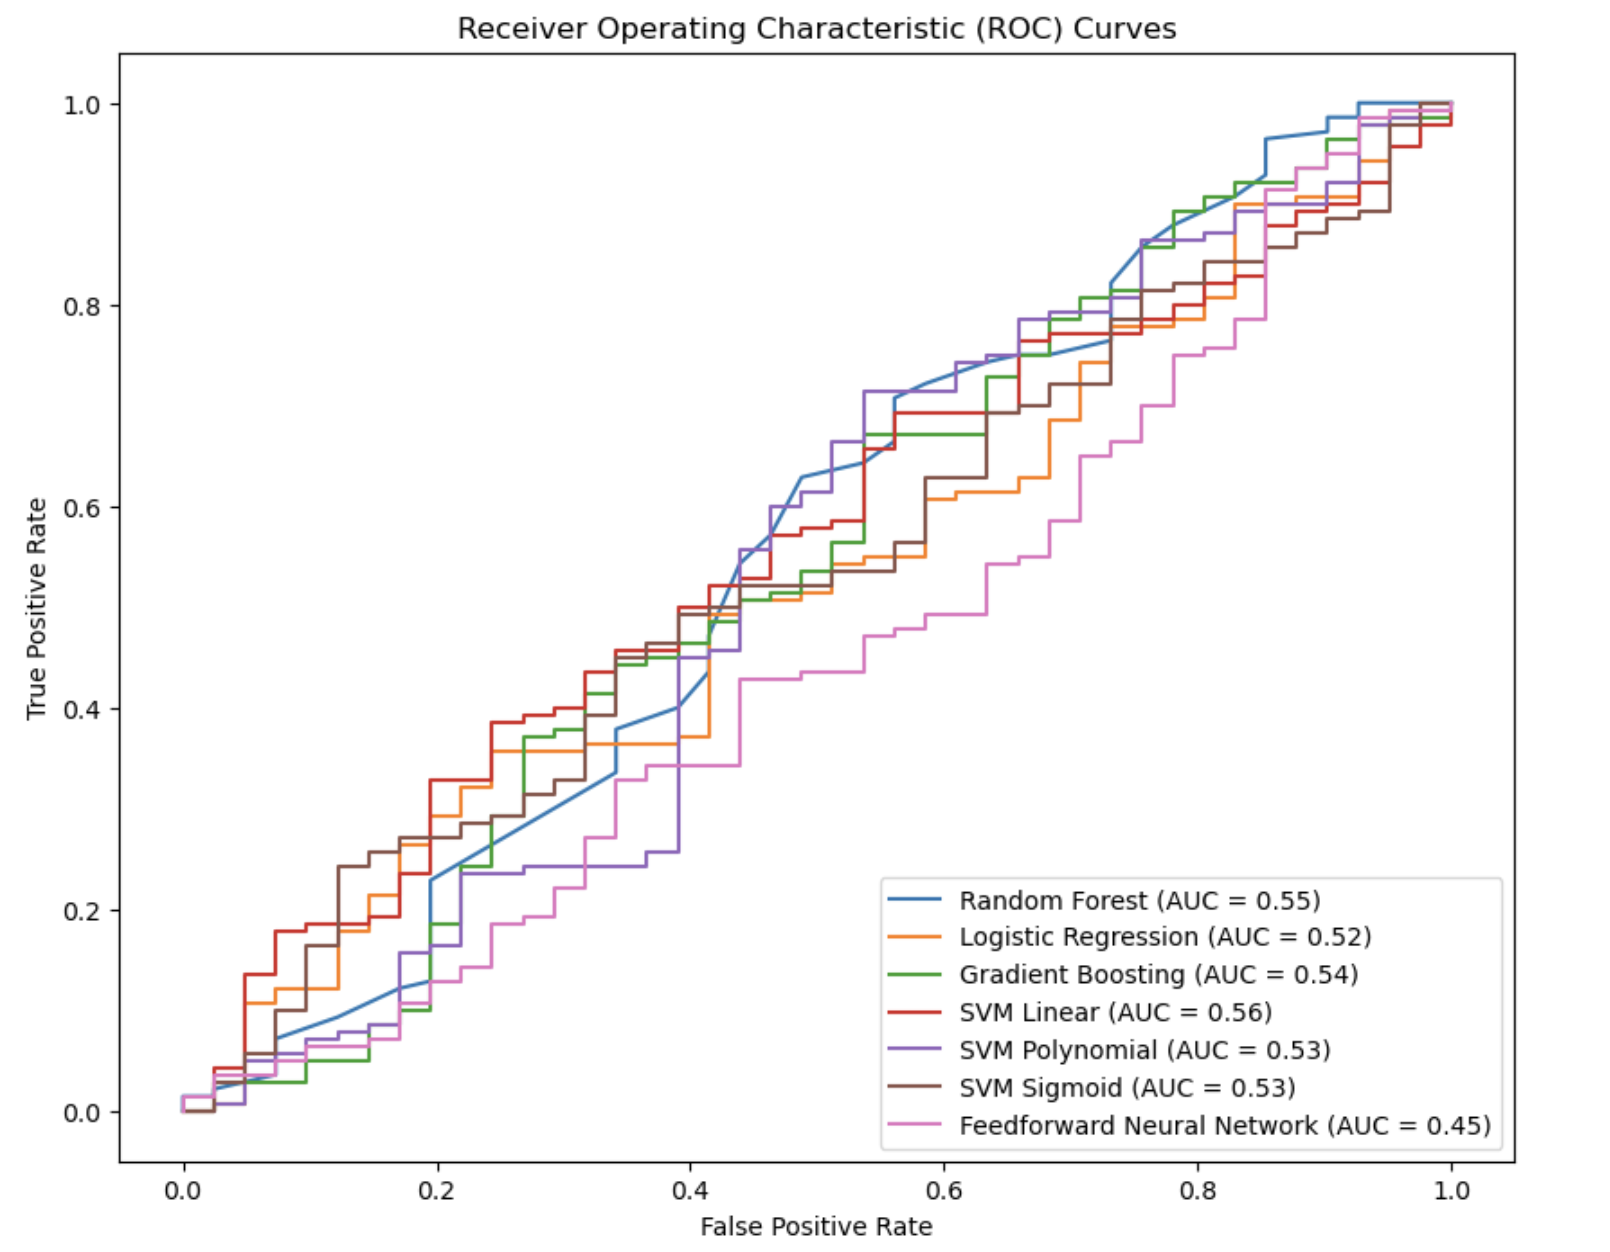 Receiver Operating Characteristic (ROC) Curves
True Positive Rate
1.0
0.8
0.6
0.4
0.2
0.0
Random Forest (AUC = 0.55)
Logistic Regression (AUC = 0.52)
Gradient Boosting (AUC = 0.54)
SVM Linear (AUC = 0.56)
SVM Polynomial (AUC = 0.53)
SVM Sigmoid (AUC = 0.53)
Feedforward Neural Network (AUC = 0.45)
0.0 0.2 0.4 0.6 0.8 1.0
False Positive Rate